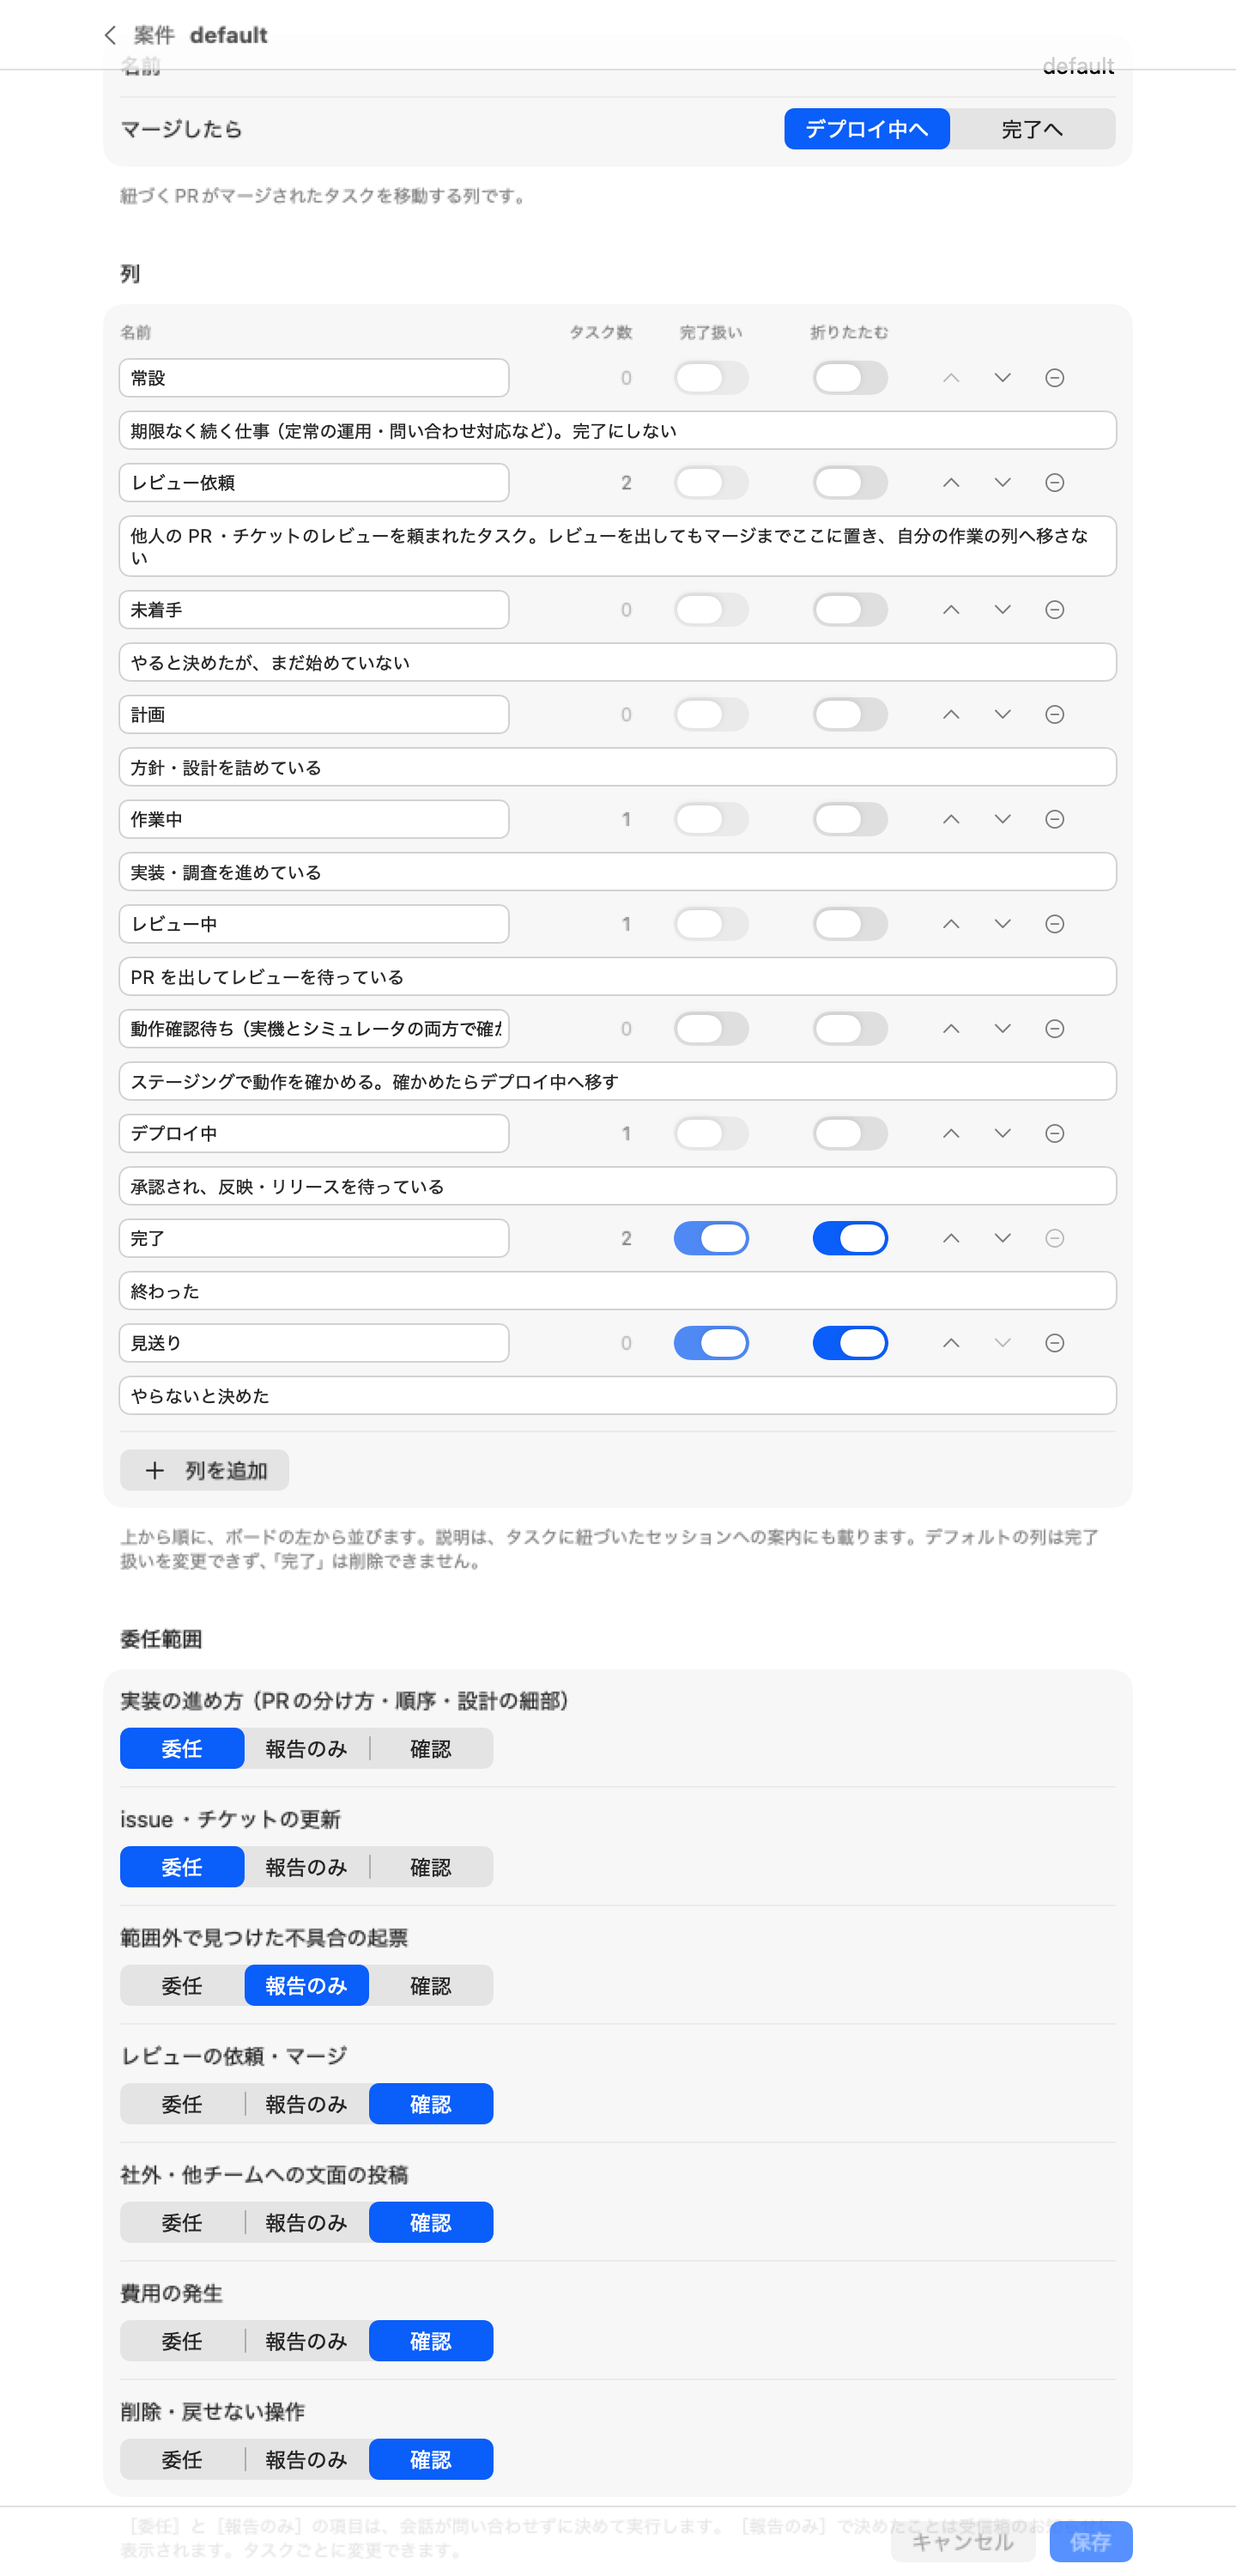 案件 default
名前 default
マージしたら デプロイ中へ 完了へ
紐づくPRがマージされたタスクを移動する列です。
列
名前 タスク数 完了扱い 折りたたむ
常設 0
期限なく続く仕事（定常の運用・問い合わせ対応など）。完了にしない
レビュー依頼 2
他人の PR・チケットのレビューを頼まれたタスク。レビューを出してもマージまでここに置き、自分の作業の列へ移さな
い
未着手 0
やると決めたが、まだ始めていない
計画 0
方針・設計を詰めている
作業中 1
実装・調査を進めている
レビュー中 1
PR を出してレビューを待っている
動作確認待ち（実機とシミュレータの両方で確 0
ステージングで動作を確かめる。確かめたらデプロイ中へ移す
デプロイ中 1
承認され、反映・リリースを待っている
完了 2
終わった
見送り 0
やらないと決めた
列を追加
上から順に、ボードの左から並びます。説明は、タスクに紐づいたセッションへの案内にも載ります。デフォルトの列は完了
扱いを変更できず、「完了」は削除できません。
委任範囲
実装の進め方（PRの分け方・順序・設計の細部）
委任 報告のみ 確認
issue・チケットの更新
委任 報告のみ 確認
範囲外で見つけた不具合の起票
委任 報告のみ 確認
レビューの依頼・マージ
委任 報告のみ 確認
社外・他チームへの文面の投稿
委任 報告のみ 確認
費用の発生
委任 報告のみ 確認
削除・戻せない操作
委任 報告のみ 確認
［委任］と［報告のみ］の項目は、会話が問い合わせずに決めて実行します。［報告のみ］で決めたことは受信箱のお
表示されます。タスクごとに変更できます。
キャンセル 保存